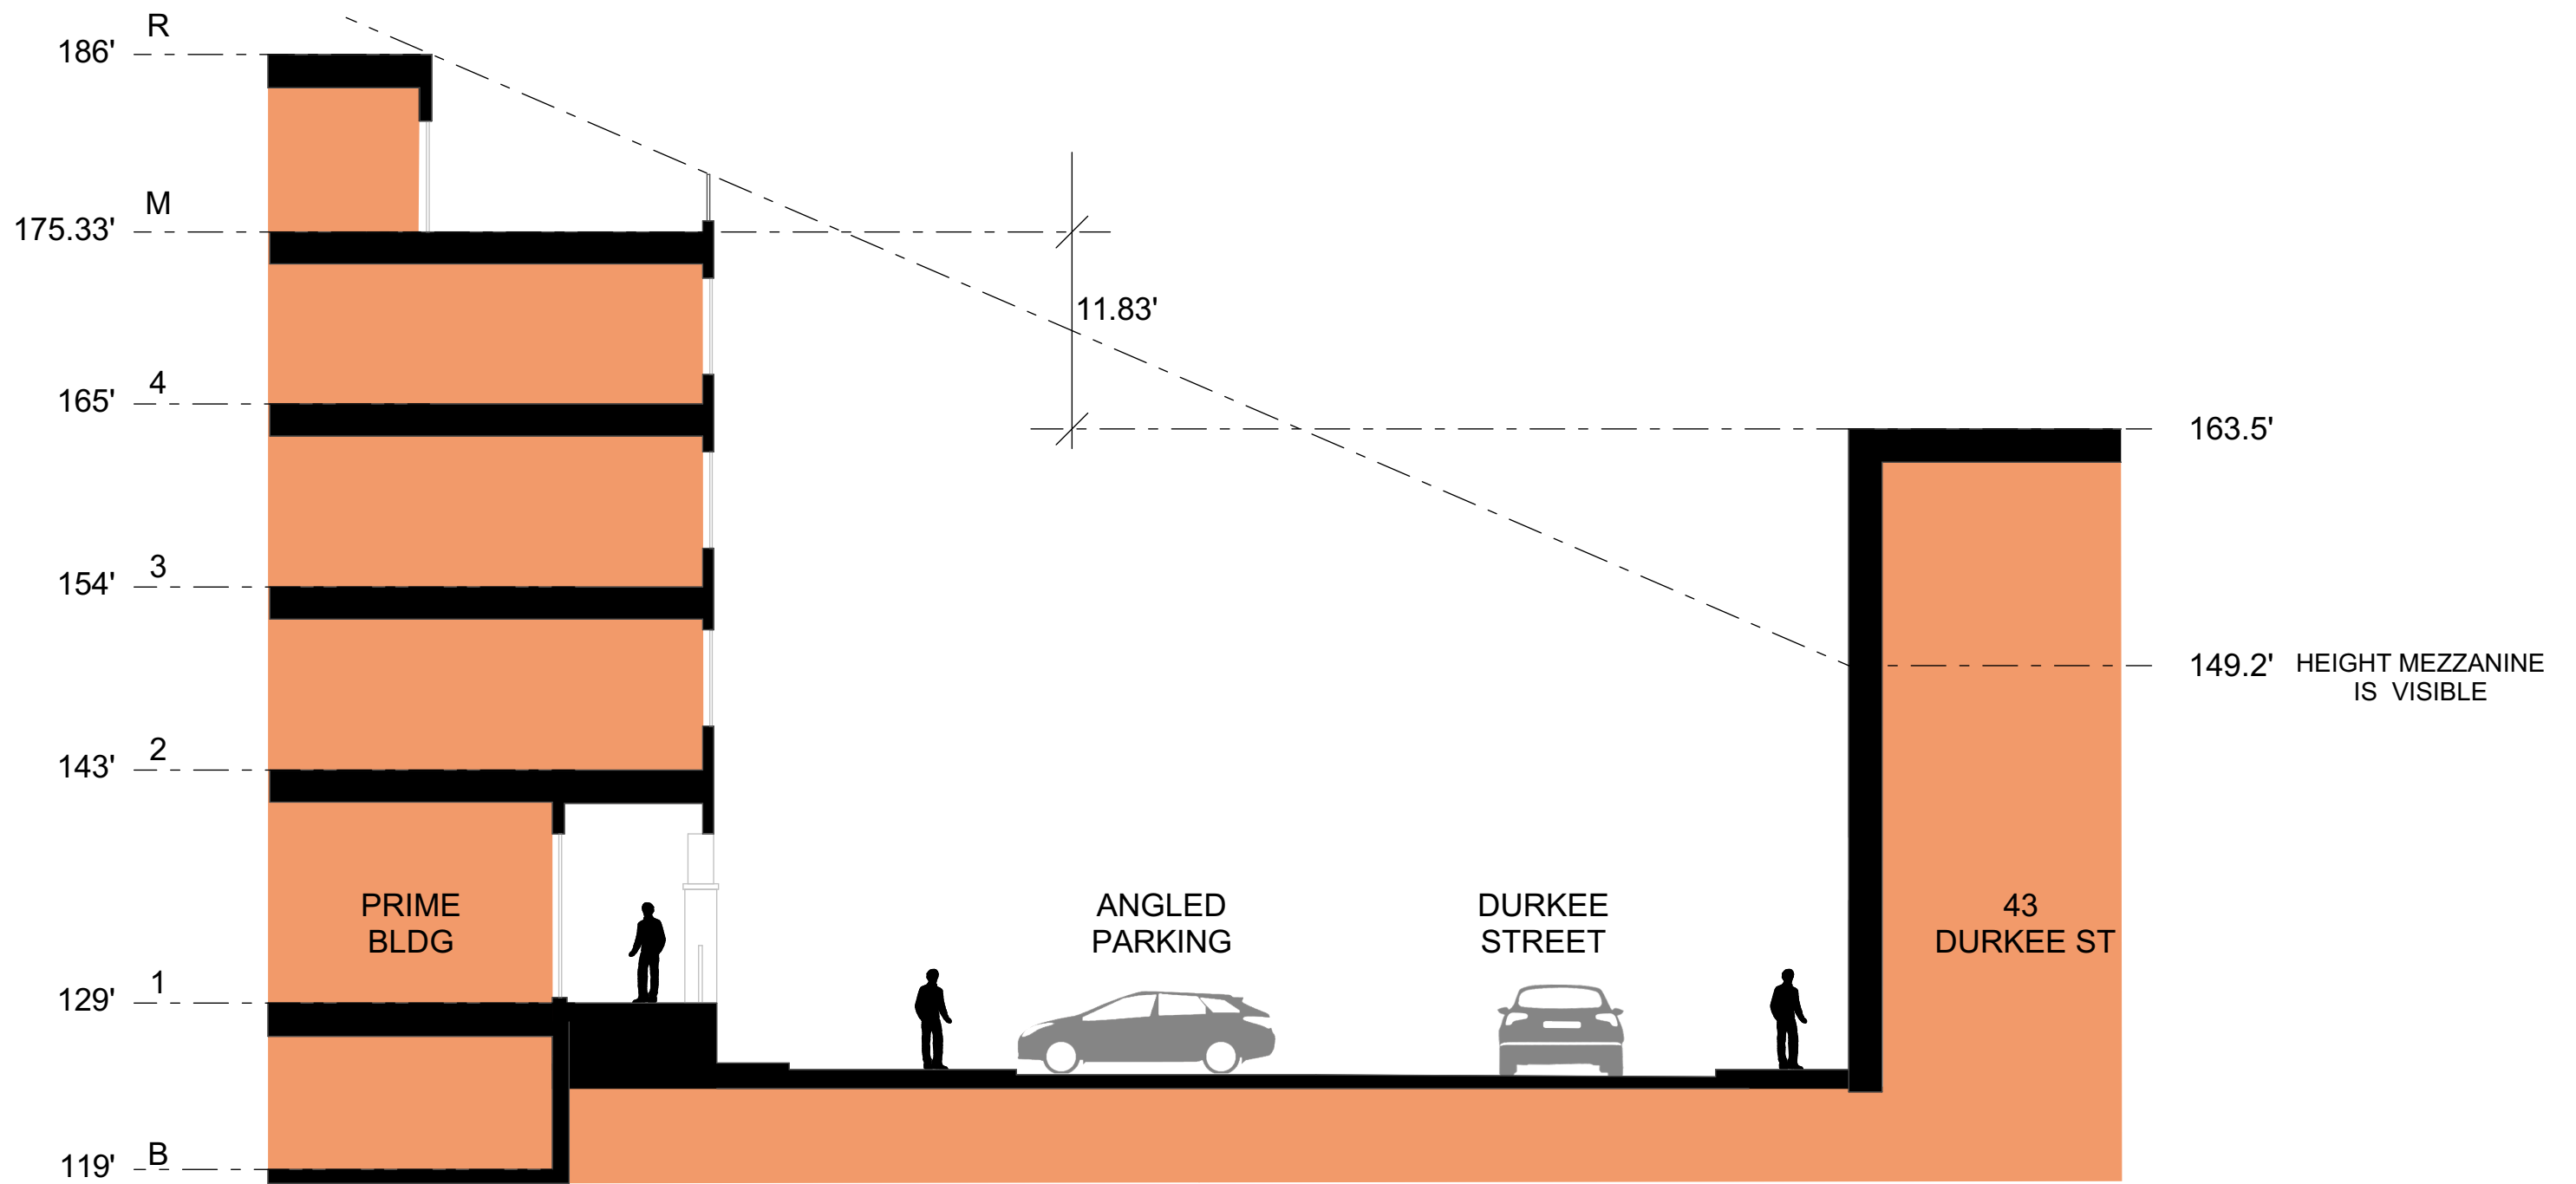 R
186'
M
175.33'
11.83'
4
165'
163.5'
3
154'
149.2' HEIGHT MEZZANINE
IS VISIBLE
2
143'
PRIME
BLDG
ANGLED
PARKING
DURKEE
STREET
43
DURKEE ST
1
129'
B
119'